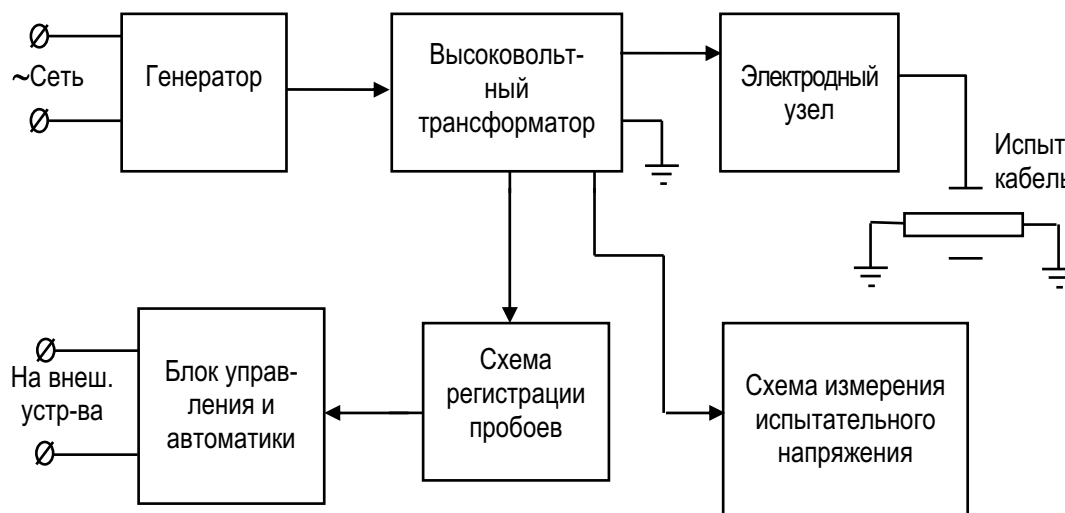 ~Сеть
Генератор
Высоковольт-
ный
трансформатор
Электродный
узел
Испыт
кабель
На внеш.
устр-ва
Блок управ-
ления и
автоматики
Схема
регистрации
пробоев
Схема измерения
испытательного
напряжения